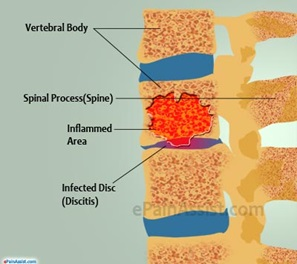 Vertebral Body
Spinal Process(Spine)
Inflammed
Area
Infected Disc
(Discitis)
ePainAssist.com
ePainAssist.com